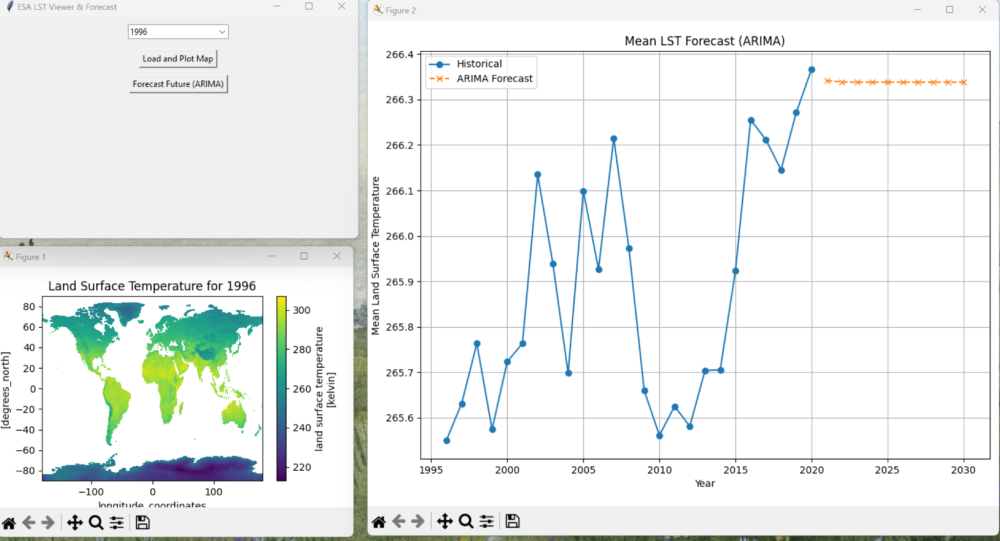 ESA LST Viewer & Forecast
1996
Load and Plot Map
Forecast Future (ARIMA)
Figure 1
Land Surface Temperature for 1996
80
60
40
20
0
−20
−40
−60
−80
[degrees_north]
−100
0
100
longitude coordinates
300
280
260
240
220
land surface temperature
[kelvin]
Figure 2
Mean LST Forecast (ARIMA)
Historical
ARIMA Forecast
266.4
266.3
266.2
266.1
266.0
265.9
265.8
265.7
265.6
Mean Land Surface Temperature
1995
2000
2005
2010
2015
2020
2025
2030
Year